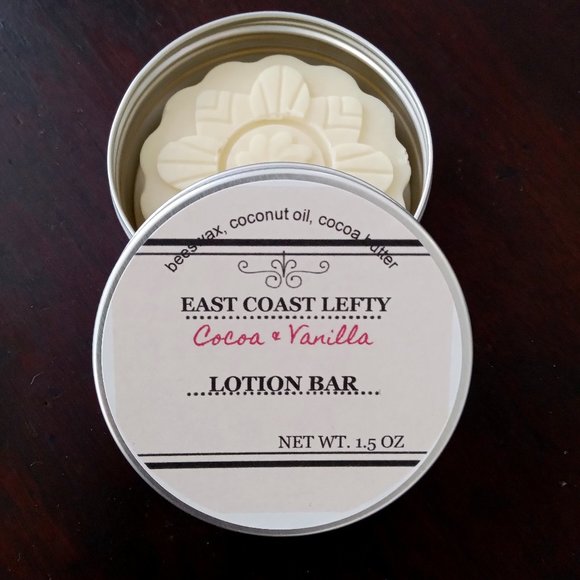 beeswax, coconut oil, cocoa butter
EAST COAST LEFTY
Cocoa & Vanilla
LOTION BAR
NET WT. 1.5 OZ